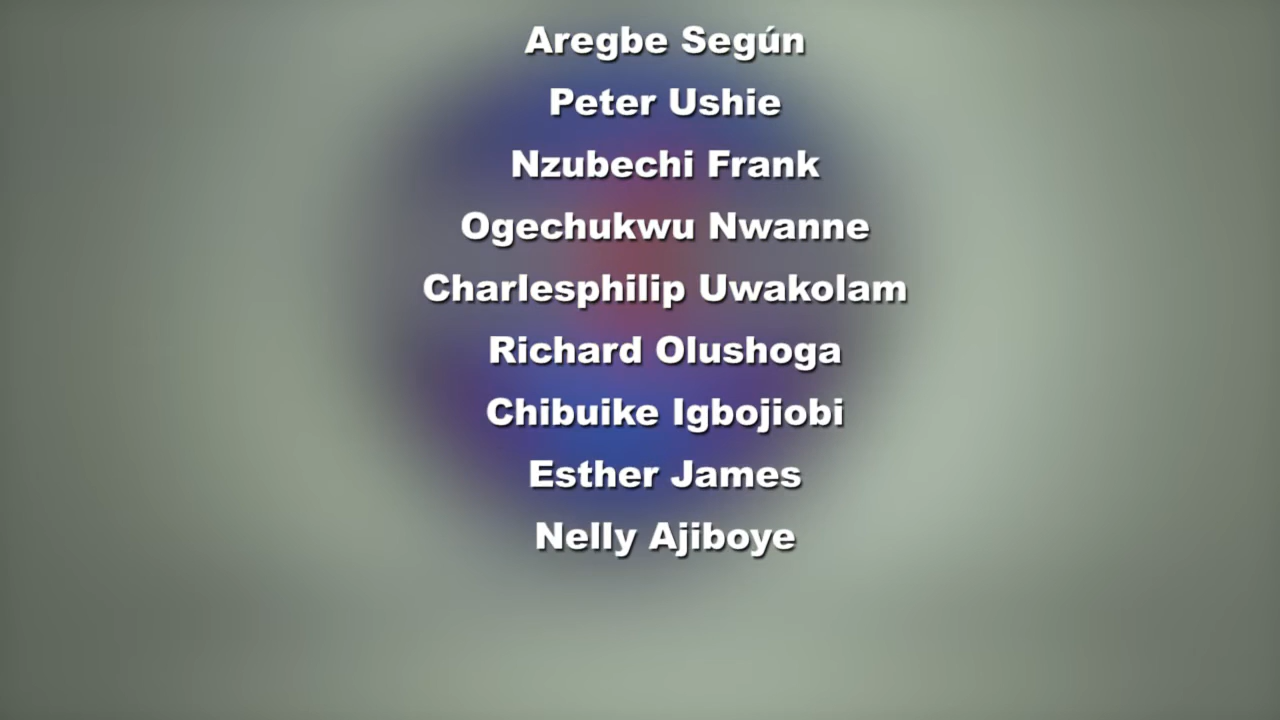 Aregbe Según
Peter Ushie
Nzubechi Frank
Ogechukwu Nwanne
Charlesphilip Uwakolam
Richard Olushoga
Chibuike Igbojiobi
Esther James
Nelly Ajiboye